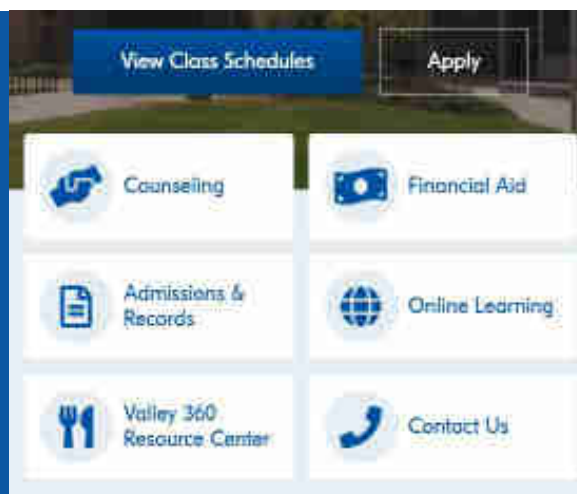 View Class Schedules
Apply
Counseling
Financial Aid
Admissions &
Records
Online Learning
Valley 360
Resource Center
Contact Us